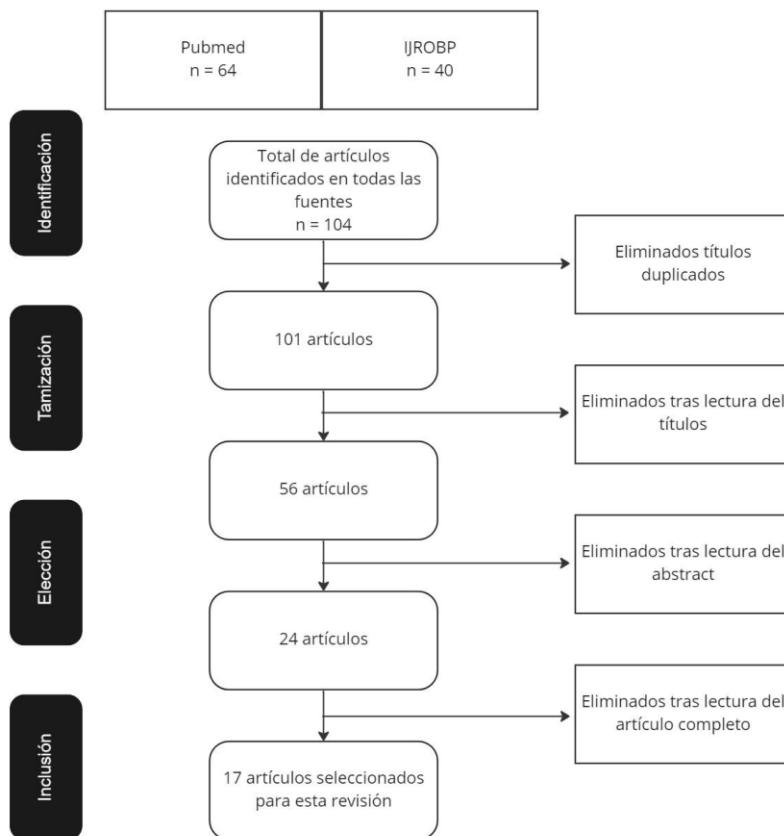 Pubmed
n = 64
IJROBP
n = 40
Identificación
Total de artículos
identificados en todas las
fuentes
n = 104
Eliminados títulos
duplicados
Tamización
101 artículos
Eliminados tras lectura del
títulos
56 artículos
Elección
Eliminados tras lectura del
abstract
24 artículos
Eliminados tras lectura del
artículo completo
Inclusión
17 artículos seleccionados
para esta revisión